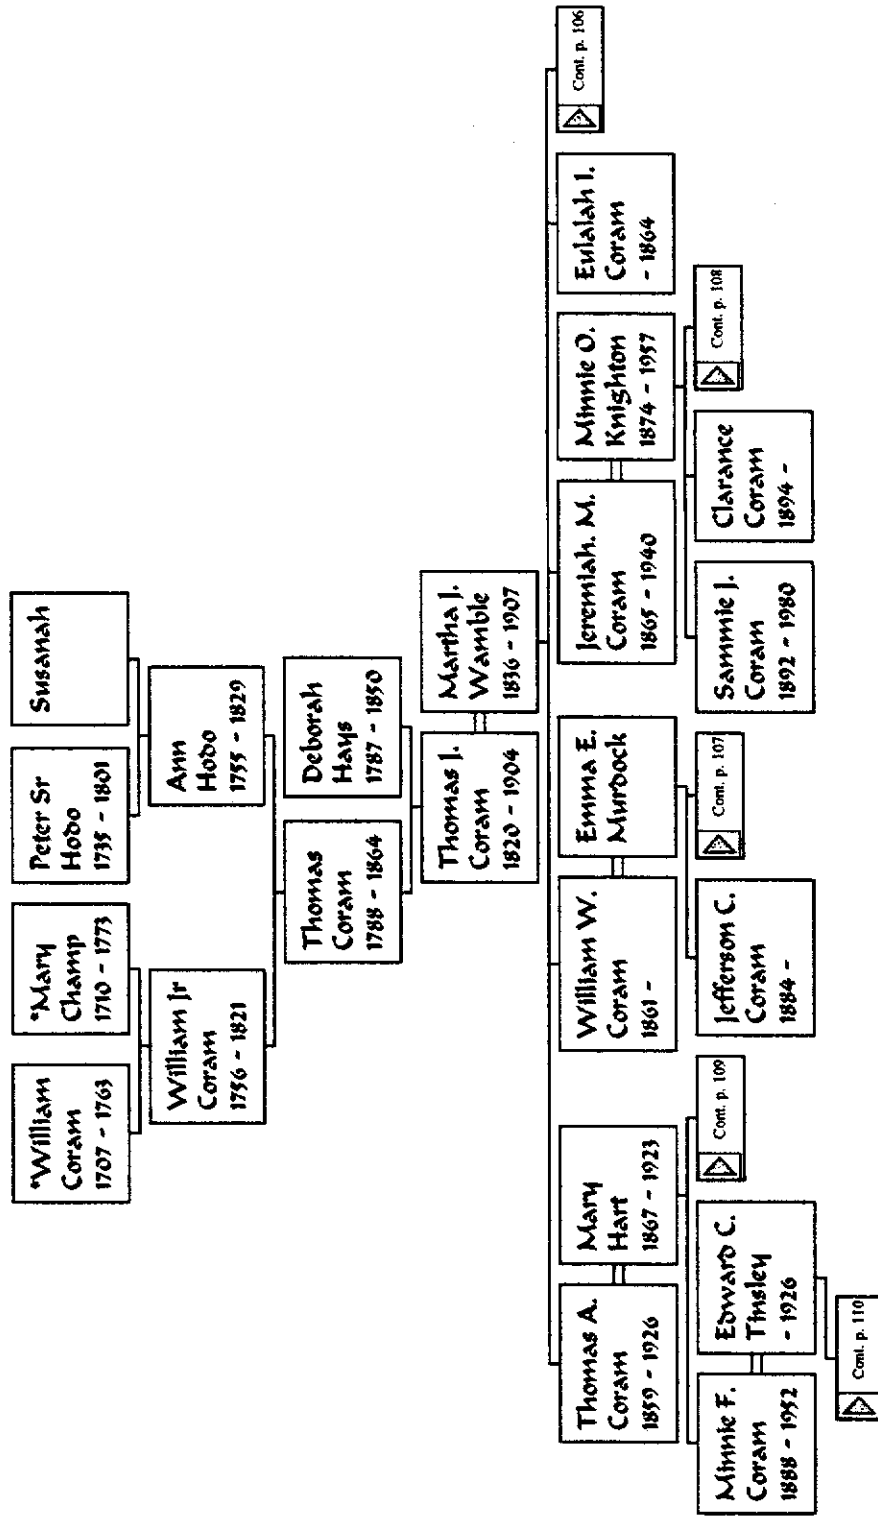 *William
Coram
1707 - 1763
*Mary
Champ
1710 - 1773
Peter Sr
Hodo
1735 - 1801
Susanah
William Jr
Coram
1756 - 1821
Ann
Hodo
1755 - 1829
Thomas
Coram
1788 - 1864
Deborah
Hays
1787 - 1850
Thomas J.
Coram
1820 - 1904
Martha J.
Wamble
1836 - 1907
Thomas A.
Coram
1859 - 1926
Mary
Hart
1867 - 1923
William W.
Coram
1861 -
Emma E.
Murdock
Jeremiah. M.
Coram
1865 - 1940
Minnie O.
Knighton
1874 - 1957
Eulalah I.
Coram
- 1864
Cont. p. 106
Minnie F.
Coram
1888 - 1952
Edward C.
Tinsley
- 1926
Cont. p. 109
Jefferson C.
Coram
1884 -
Cont. p. 107
Sammie J.
Coram
1892 - 1980
Clarance
Coram
1894 -
Cont. p. 108
Cont. p. 110